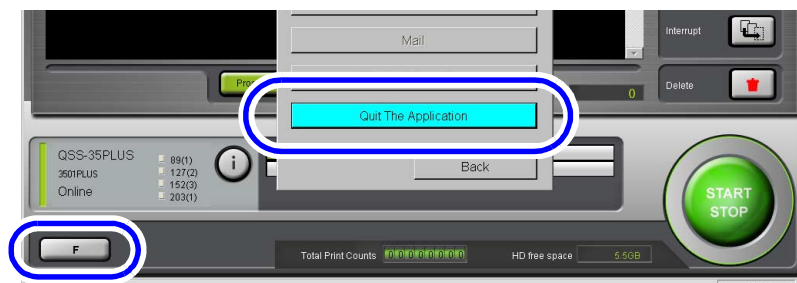 Mail
Interrupt
Proc
0
Delete
Quit The Application
QSS-35PLUS
3501PLUS
Online
89(1)
127(2)
152(3)
203(1)
i
Back
START
STOP
F
Total Print Counts 00000000
HD free space 5.5GB